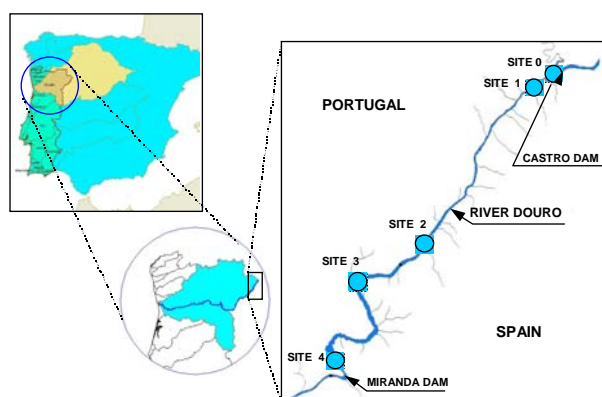 SITE 0
SITE 1
PORTUGAL
CASTRO DAM
SITE 2
RIVER DOURO
SITE 3
SPAIN
SITE 4
MIRANDA DAM